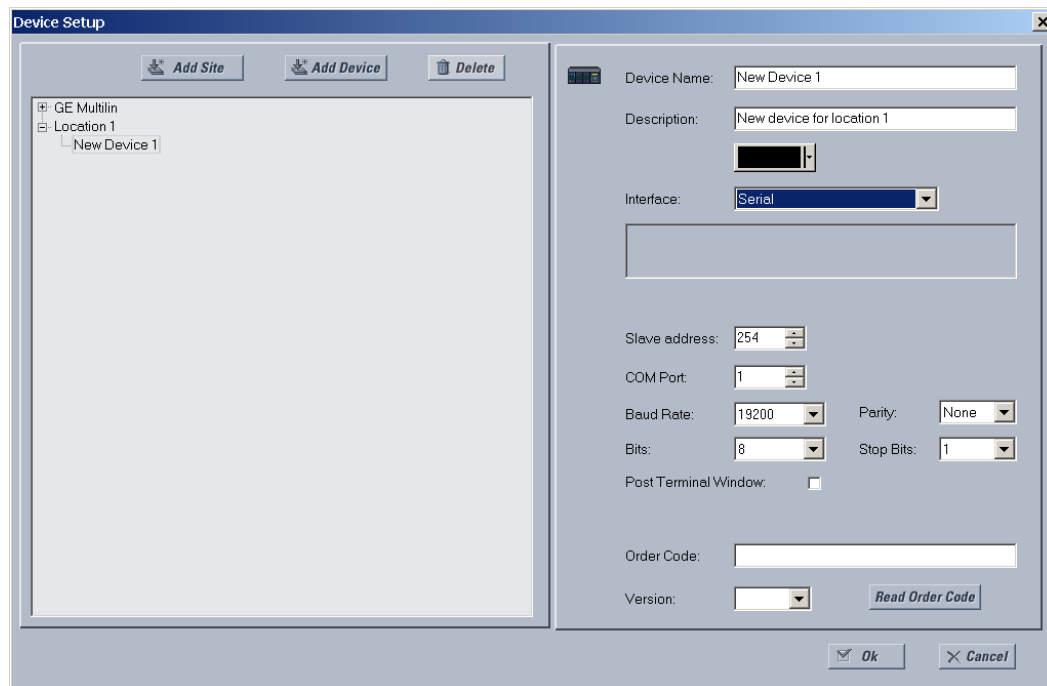 Device Setup
Add Site
Add Device
Delete
GE Multilin
Location 1
New Device 1
Device Name: New Device 1
Description: New device for location 1
Interface: Serial
Slave address: 254
COM Port: 1
Baud Rate: 19200 Parity: None
Bits: 8 Stop Bits: 1
Post Terminal Window:
Order Code:
Version: Read Order Code
Ok Cancel